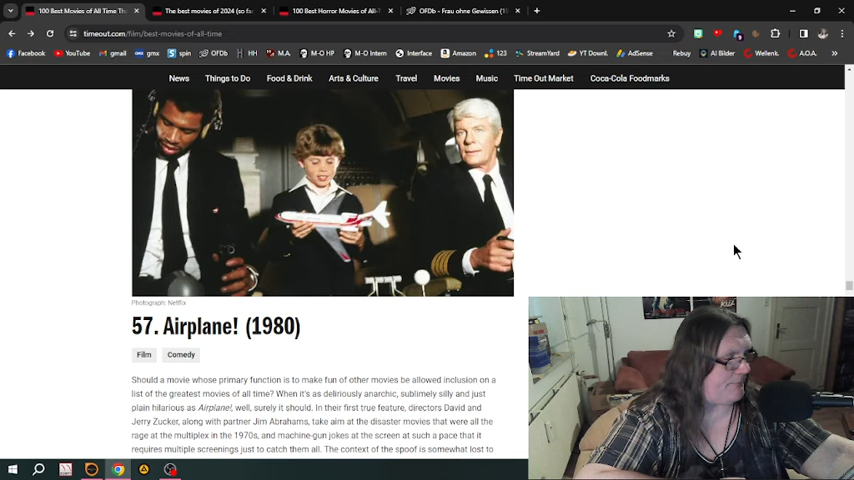 100 Best Movies of All Time Th
The best movies of 2024 (so fa
100 Best Horror Movies of All-T
OFDb - Frau ohne Gewissen (1
timeout.com/film/best-movies-of-all-time
Facebook YouTube gmail gmx spin OFDb M.A. M-O HP M-O Intern Interface Amazon 123 StreamYard YT Downl. AdSense Rebuy AI Bilder Wellenk. A.O.A.
News Things to Do Food & Drink Arts & Culture Travel Movies Music Time Out Market Coca-Cola Foodmarks
Photograph: Netflix
57. Airplane! (1980)
Film Comedy
Should a movie whose primary function is to make fun of other movies be allowed inclusion on a
list of the greatest movies of all time? When it's as deliriously anarchic, sublimely silly and just
plain hilarious as Airplane!, well, surely it should. In their first true feature, directors David and
Jerry Zucker, along with partner Jim Abrahams, take aim at the disaster movies that were all the
rage at the multiplex in the 1970s, and machine-gun jokes at the screen at such a pace that it
requires multiple screenings just to catch them all. The context of the spoof is somewhat lost to